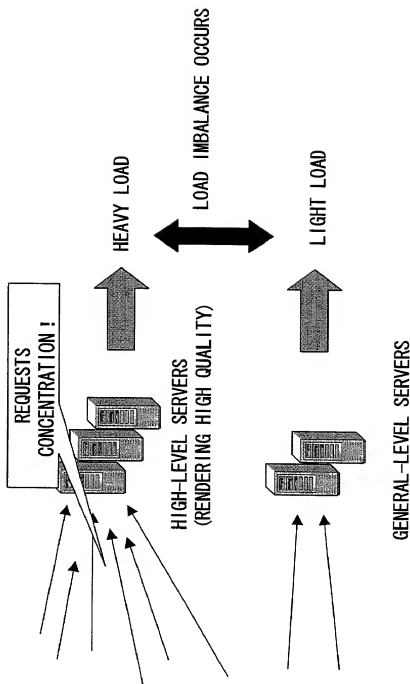 REQUESTS
CONCENTRATION!
HEAVY LOAD
HIGH-LEVEL SERVERS
(RENDERING HIGH QUALITY)
LOAD IMBALANCE OCCURS
LIGHT LOAD
GENERAL-LEVEL SERVERS